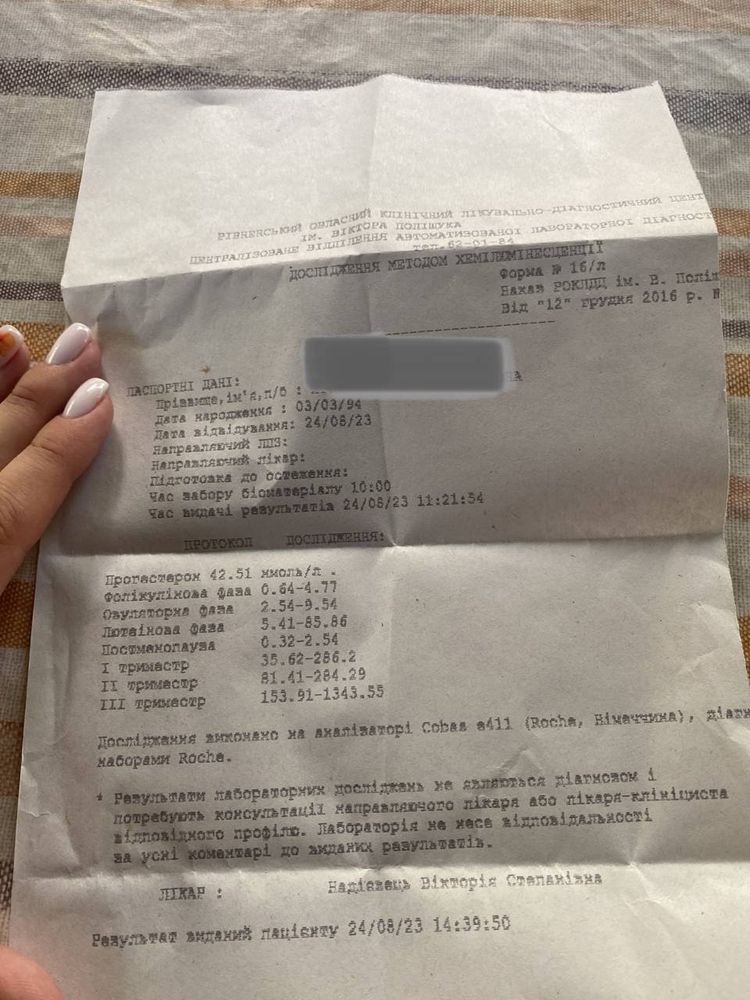 РІВНЕНСЬКИЙ ОБЛАСНИЙ КЛІНІЧНИЙ ЛІКУВАЛЬНО-ДІАГНОСТИЧНИЙ ЦЕНТ
ІМ. ВІКТОРА ПОЛІЩУКА
ЦЕНТРАЛІЗОВАНЕ ВІДДІЛЕННЯ АВТОМАТИЗОВАНОЇ ЛАБОРАТОРНОЇ ДІАГНОСТ
тел.62-01-84
ДОСЛІДЖЕННЯ МЕТОДОМ ХЕМІЛЮМІНЕСЦЕНЦІЇ
Форма № 16/л
Наказ РОКЛДЦ ім. В. Поліщ
Від "12" грудня 2016 р. №
ПАСПОРТНІ ДАНІ:
Прізвище,ім'я,п/б : НА
Дата народження : 03/03/94
Дата відвідування: 24/08/23
Направляючий ЛПЗ:
Направляючий лікар:
Підготовка до остеження:
Час забору біоматеріалу 10:00
Час видачі результатів 24/08/23 11:21:54
ПРОТОКОЛ ДОСЛІДЖЕННЯ:
Прогестерон 42.51 нмоль/л .
Фолікулінова фаза 0.64-4.77
Овуляторна фаза 2.54-9.54
Лютеїнова фаза 5.41-85.86
Постменопауза 0.32-2.54
I триместр 35.62-286.2
II триместр 81.41-284.29
III триместр 153.91-1343.55
Дослідження виконано на аналізаторі Cobas e411 (Roche, Німеччина), діагн
наборами Roche.
* Результати лабораторних досліджень не являються діагнозом і
потребують консультації направляючого лікаря або лікаря-клініциста
відповідного профілю. Лабораторія не несе відповідальності
за усні коментарі до виданих результатів.
ЛІКАР : Надієвець Вікторія Степанівна
Результат виданий пацієнту 24/08/23 14:39:50